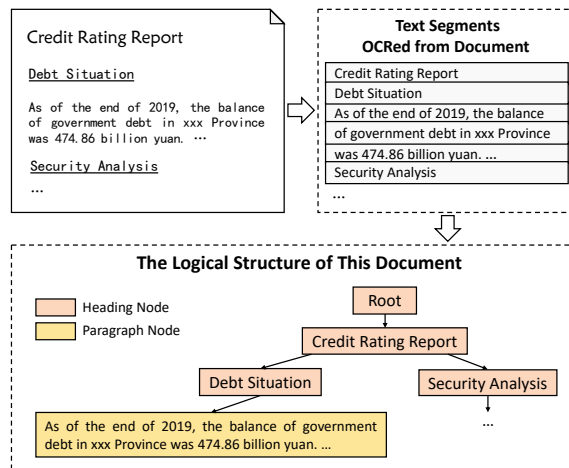 Credit Rating Report
Debt Situation
As of the end of 2019, the balance
of government debt in xxx Province
was 474.86 billion yuan. ...
Security Analysis
...
Text Segments
OCRed from Document
Credit Rating Report
Debt Situation
As of the end of 2019, the balance
of government debt in xxx Province
was 474.86 billion yuan. ...
Security Analysis
...
The Logical Structure of This Document
Heading Node
Paragraph Node
Root
Credit Rating Report
Debt Situation
Security Analysis
As of the end of 2019, the balance of government
debt in xxx Province was 474.86 billion yuan. ...
...